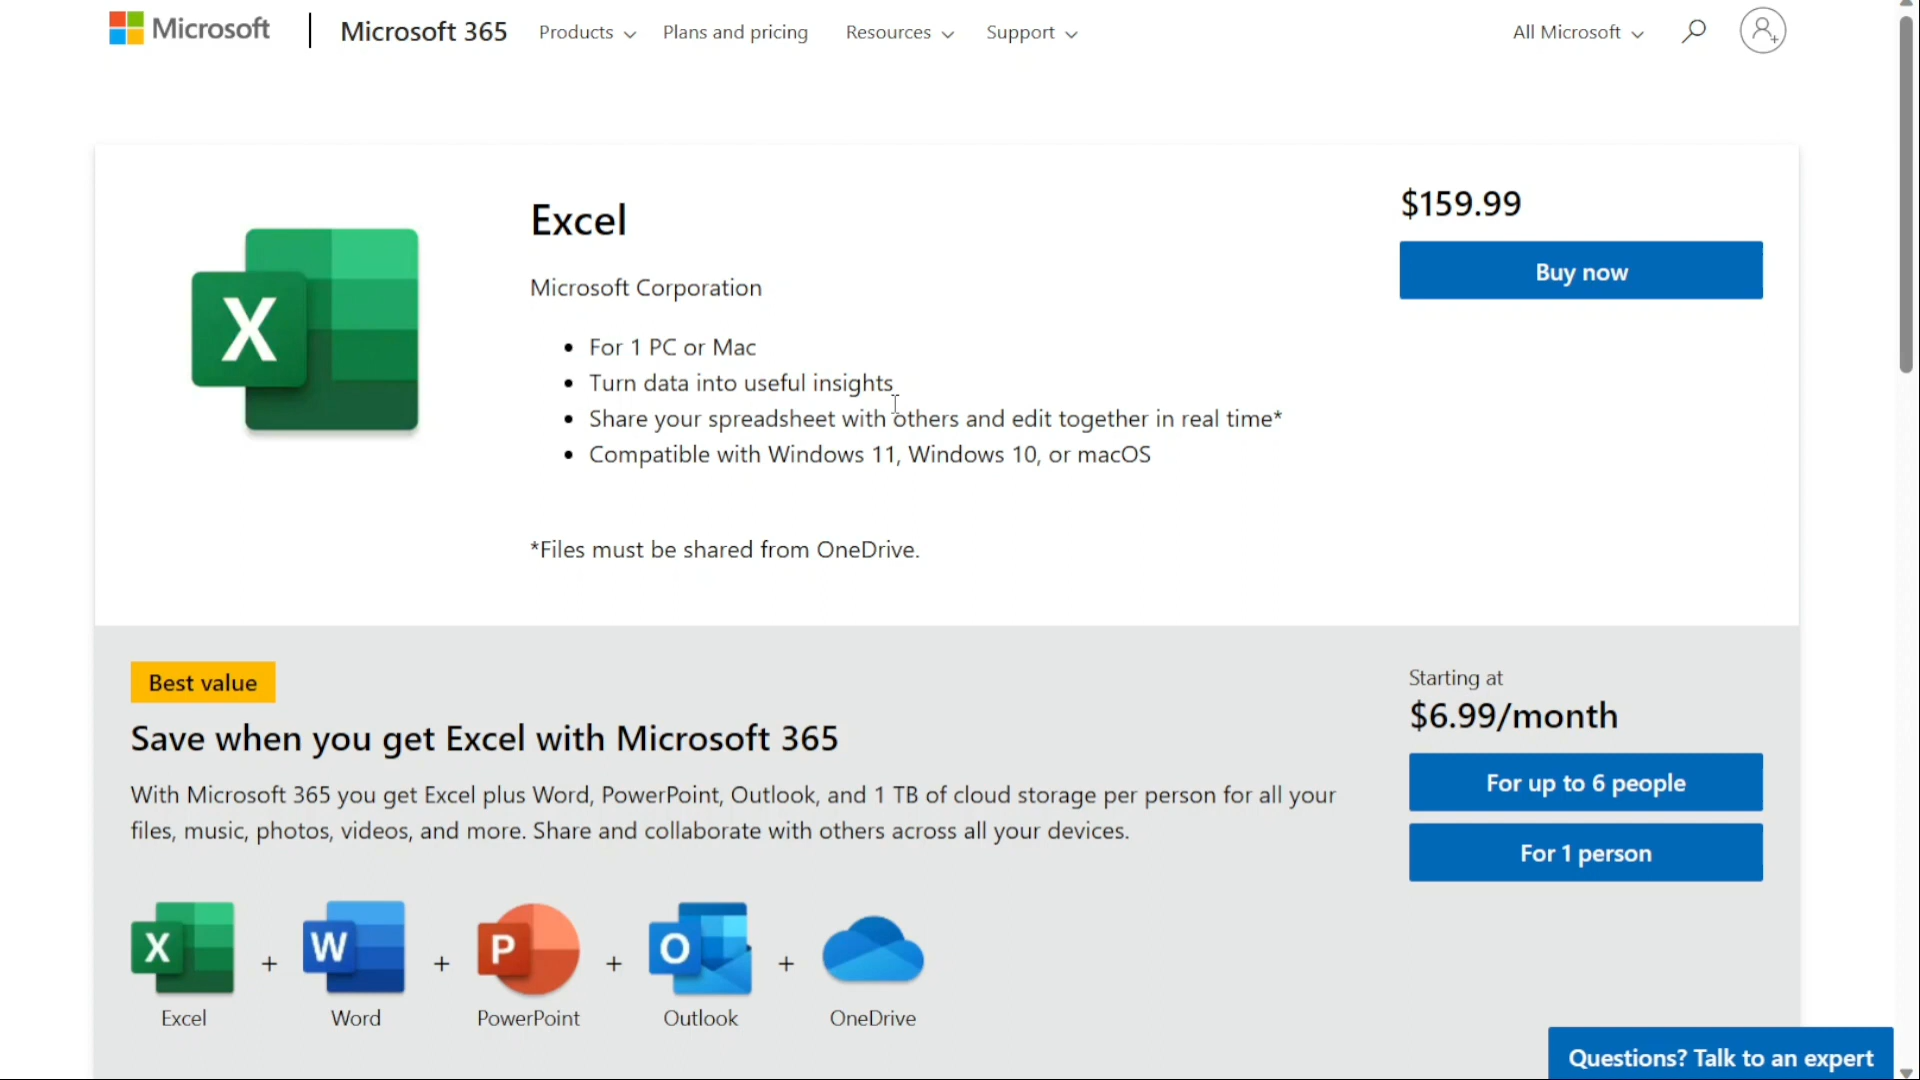 Microsoft
Microsoft 365
Products
Plans and pricing
Resources
Support
All Microsoft
X
Excel
$159.99
Buy now
Microsoft Corporation
• For 1 PC or Mac
• Turn data into useful insights
• Share your spreadsheet with others and edit together in real time*
• Compatible with Windows 11, Windows 10, or macOS
*Files must be shared from OneDrive.
Best value
Save when you get Excel with Microsoft 365
With Microsoft 365 you get Excel plus Word, PowerPoint, Outlook, and 1 TB of cloud storage per person for all your
files, music, photos, videos, and more. Share and collaborate with others across all your devices.
Starting at
$6.99/month
For up to 6 people
For 1 person
X + W + P + O +
Excel
Word
PowerPoint
Outlook
OneDrive
Questions? Talk to an expert